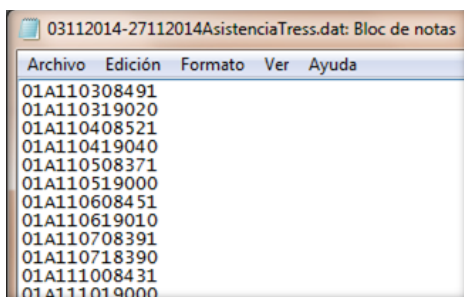 03112014-27112014AsistenciaTress.dat: Bloc de notas
Archivo Edición Formato Ver Ayuda
01A110308491
01A110319020
01A110408521
01A110419040
01A110508371
01A110519000
01A110608451
01A110619010
01A110708391
01A110718390
01A111008431
01A111019000